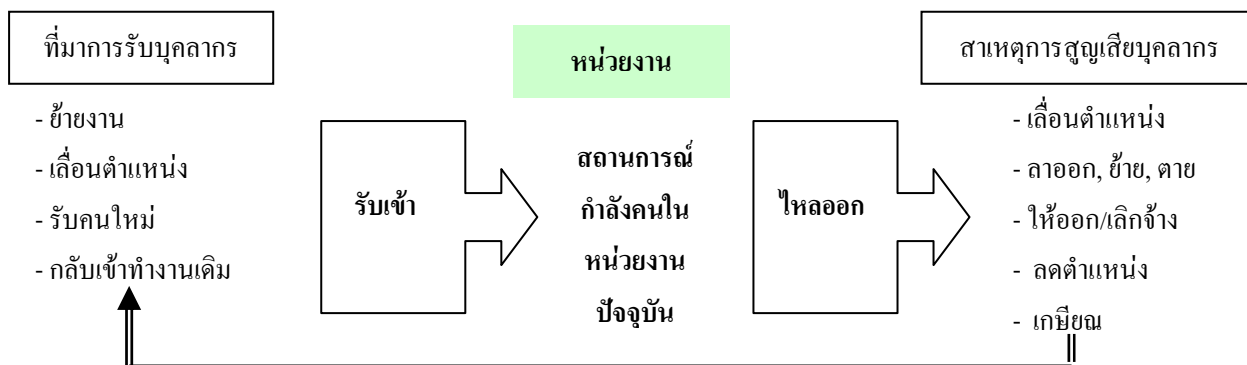 ที่มาการรับบุคลากร
- ย้ายงาน
- เลื่อนตำแหน่ง
- รับคนใหม่
- กลับเข้าทำงานเดิม
รับเข้า
หน่วยงาน
สถานการณ์
กำลังคนใน
หน่วยงาน
ปัจจุบัน
ไหลออก
สาเหตุการสูญเสียบุคลากร
- เลื่อนตำแหน่ง
- ลาออก, ย้าย, ตาย
- ให้ออก/เลิกจ้าง
- ลดตำแหน่ง
- เกษียณ